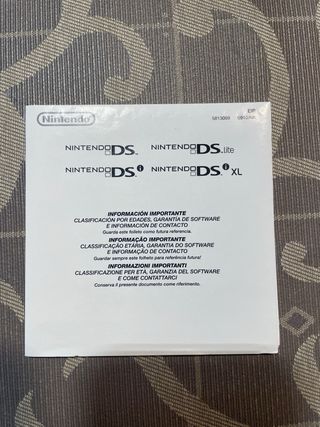 Nintendo
EIP
NINTENDO DS™ NINTENDO DS Lite
NINTENDO DSi NINTENDO DSi XL
INFORMACIÓN IMPORTANTE
CLASIFICACIÓN POR EDADES, GARANTÍA DE SOFTWARE
E INFORMACIÓN DE CONTACTO
Guarda este folleto como futura referencia.
INFORMAÇÃO IMPORTANTE
CLASSIFICAÇÃO ETÁRIA, GARANTIA DO SOFTWARE
E INFORMAÇÃO DE CONTACTO
Guardar sempre este folheto para referência futura!
INFORMAZIONI IMPORTANTI
CLASSIFICAZIONE PER ETÀ, GARANZIA DEL SOFTWARE
E COME CONTATTARCI
Conserva il presente documento come riferimento.